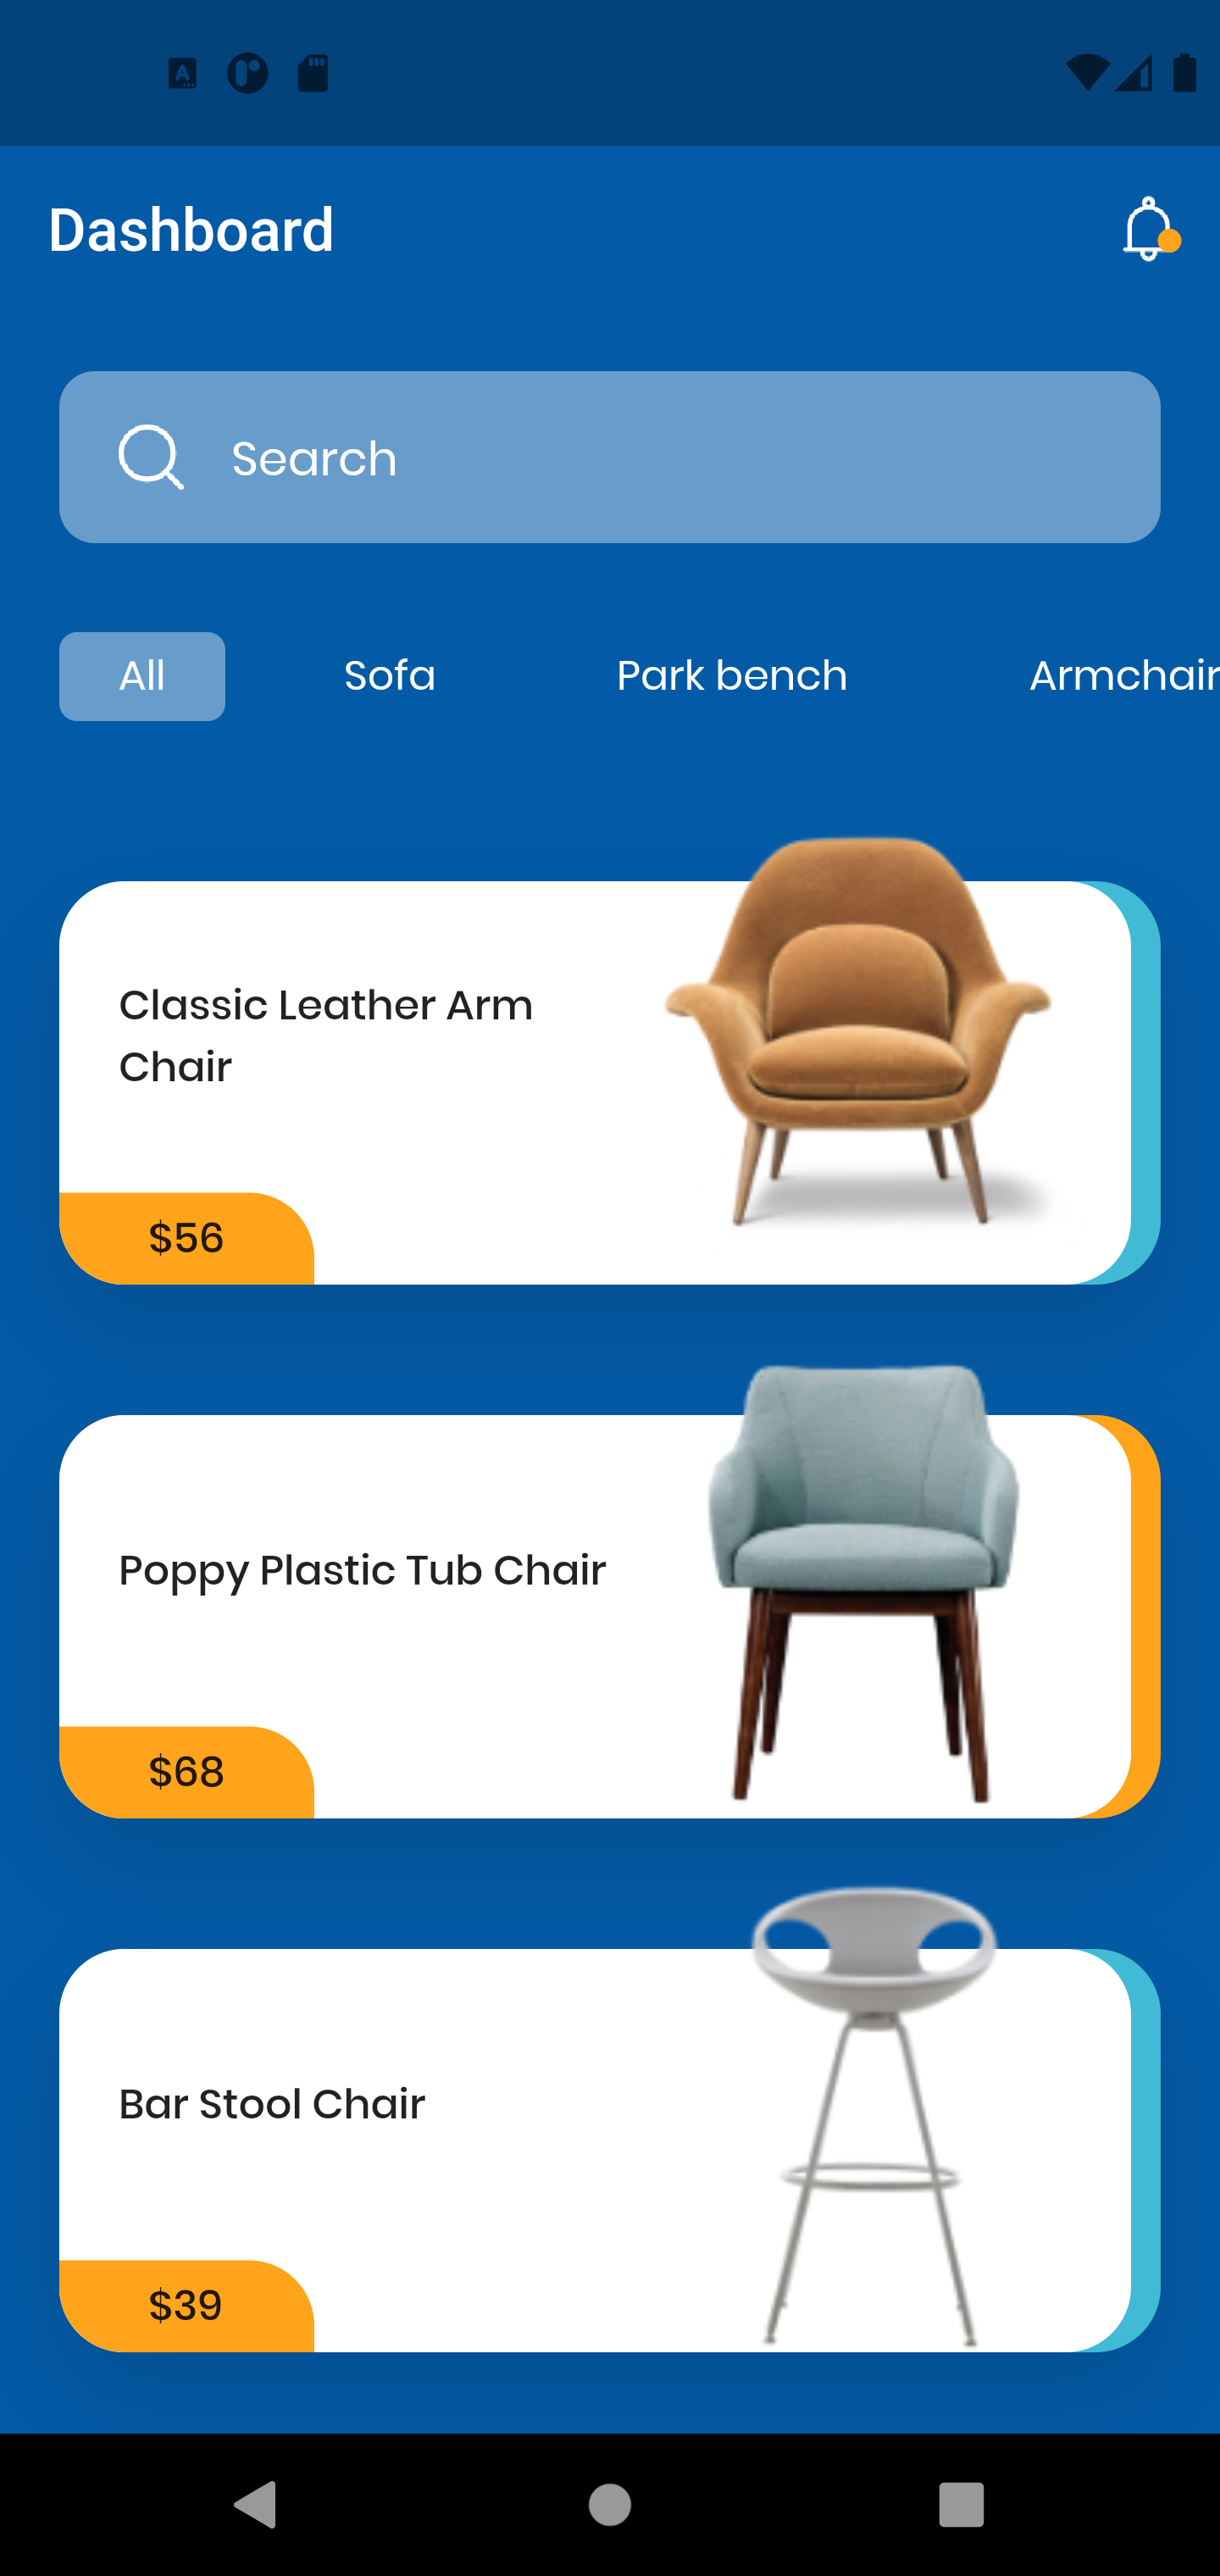 Dashboard
Search
All Sofa Park bench Armchair
Classic Leather Arm
Chair
$56
Poppy Plastic Tub Chair
$68
Bar Stool Chair
$39